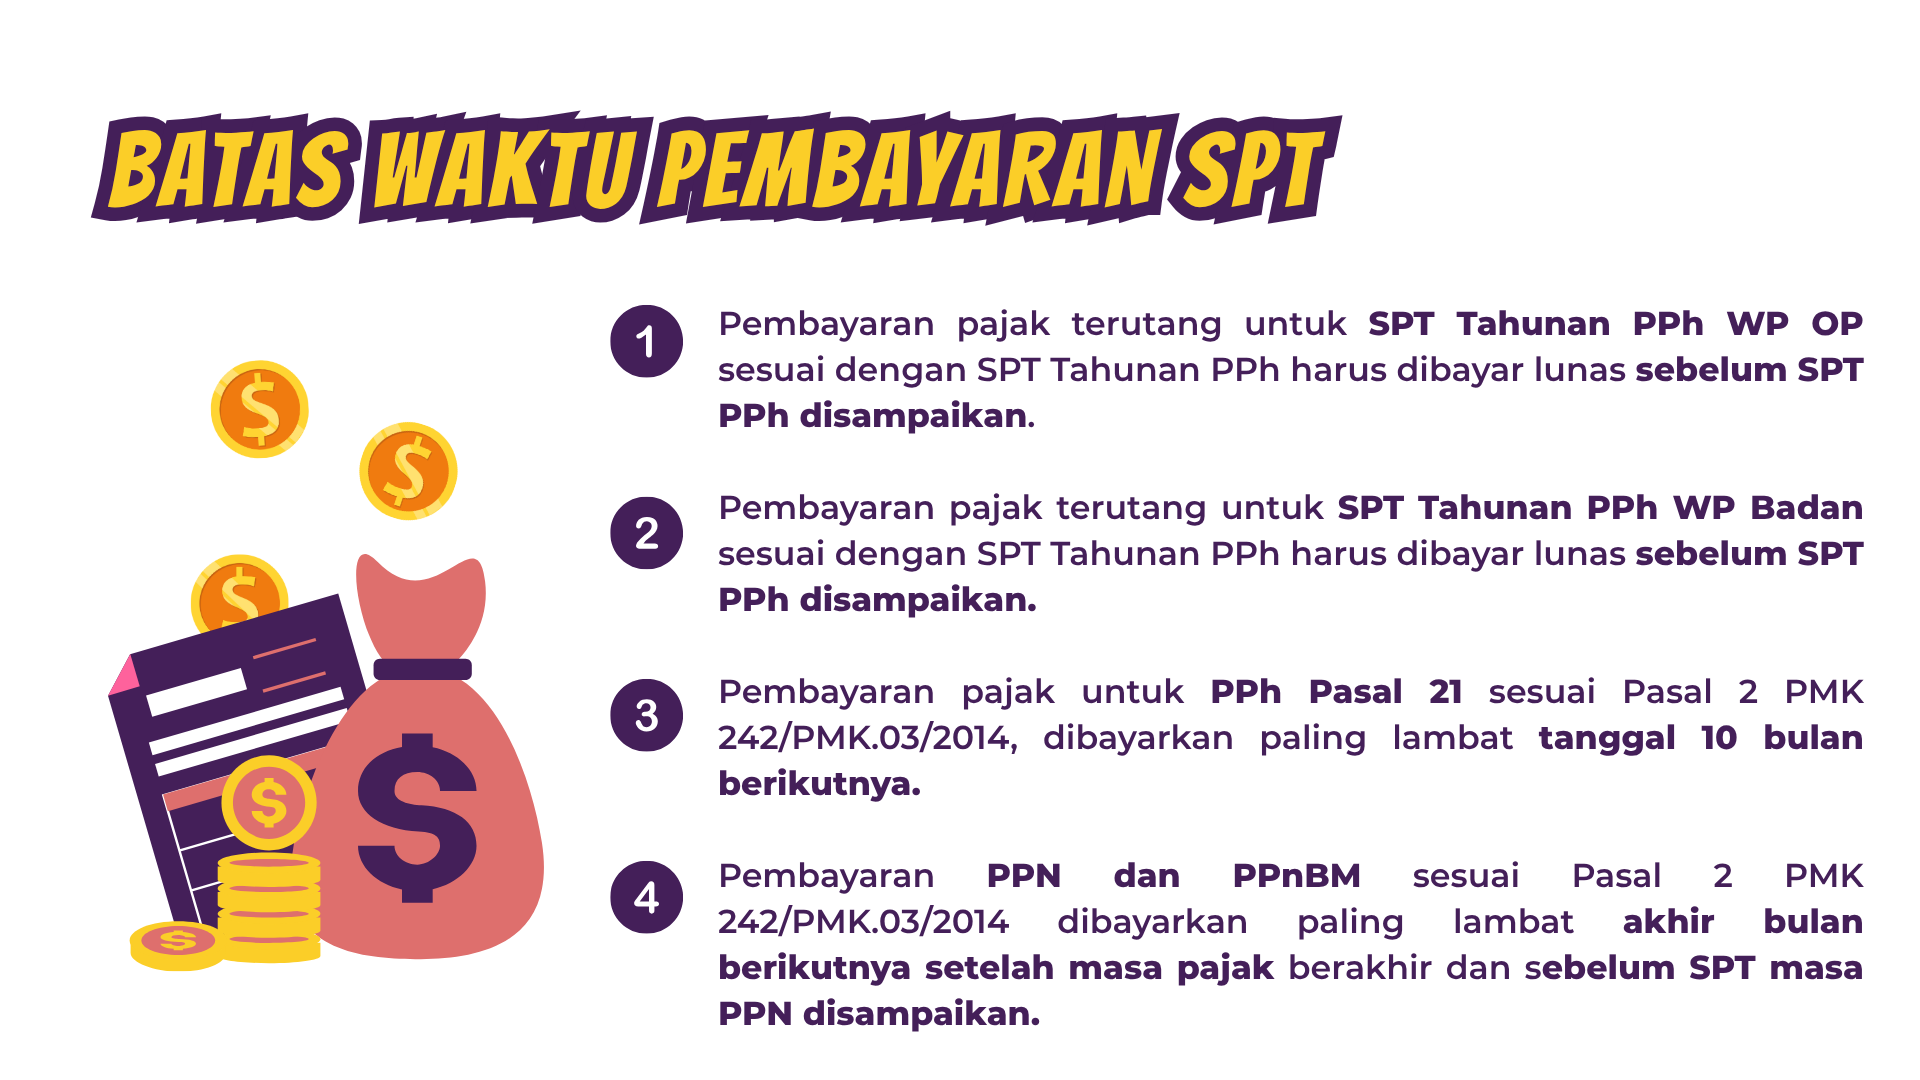 BATAS WAKTU PEMBAYARAN SPT
1
Pembayaran pajak terutang untuk SPT Tahunan PPh WP OP
sesuai dengan SPT Tahunan PPh harus dibayar lunas sebelum SPT
PPh disampaikan.
2
Pembayaran pajak terutang untuk SPT Tahunan PPh WP Badan
sesuai dengan SPT Tahunan PPh harus dibayar lunas sebelum SPT
PPh disampaikan.
3
Pembayaran pajak untuk PPh Pasal 21 sesuai Pasal 2 PMK
242/PMK.03/2014, dibayarkan paling lambat tanggal 10 bulan
berikutnya.
4
Pembayaran PPN dan PPnBM sesuai Pasal 2 PMK
242/PMK.03/2014 dibayarkan paling lambat akhir bulan
berikutnya setelah masa pajak berakhir dan sebelum SPT masa
PPN disampaikan.